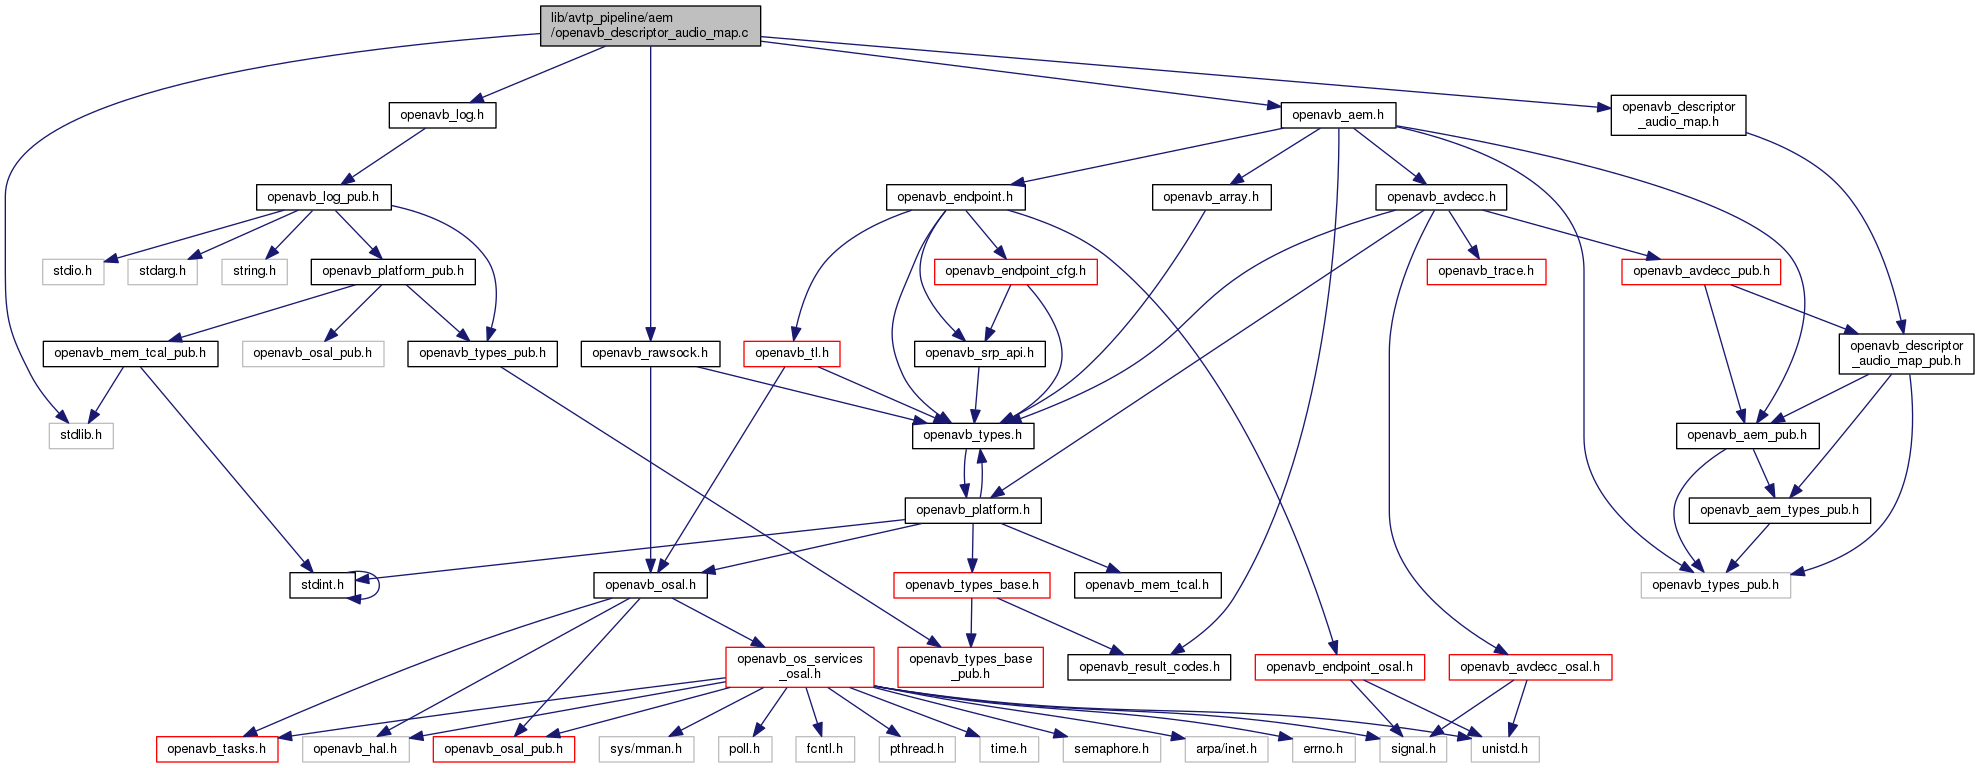 lib/avtp_pipeline/aem
/openavb_descriptor_audio_map.c
openavb_log.h
openavb_aem.h
openavb_descriptor
_audio_map.h
openavb_log_pub.h
openavb_endpoint.h
openavb_array.h
openavb_avdecc.h
stdio.h
stdarg.h
string.h
openavb_platform_pub.h
openavb_endpoint_cfg.h
openavb_trace.h
openavb_avdecc_pub.h
openavb_mem_tcal_pub.h
openavb_osal_pub.h
openavb_types_pub.h
openavb_rawsock.h
openavb_tl.h
openavb_srp_api.h
openavb_descriptor
_audio_map_pub.h
stdlib.h
openavb_types.h
openavb_aem_pub.h
openavb_platform.h
openavb_aem_types_pub.h
stdint.h
openavb_osal.h
openavb_types_base.h
openavb_mem_tcal.h
openavb_types_pub.h
openavb_os_services
_osal.h
openavb_types_base
_pub.h
openavb_result_codes.h
openavb_endpoint_osal.h
openavb_avdecc_osal.h
openavb_tasks.h
openavb_hal.h
openavb_osal_pub.h
sys/mman.h
poll.h
fcntl.h
pthread.h
time.h
semaphore.h
arpa/inet.h
errno.h
signal.h
unistd.h